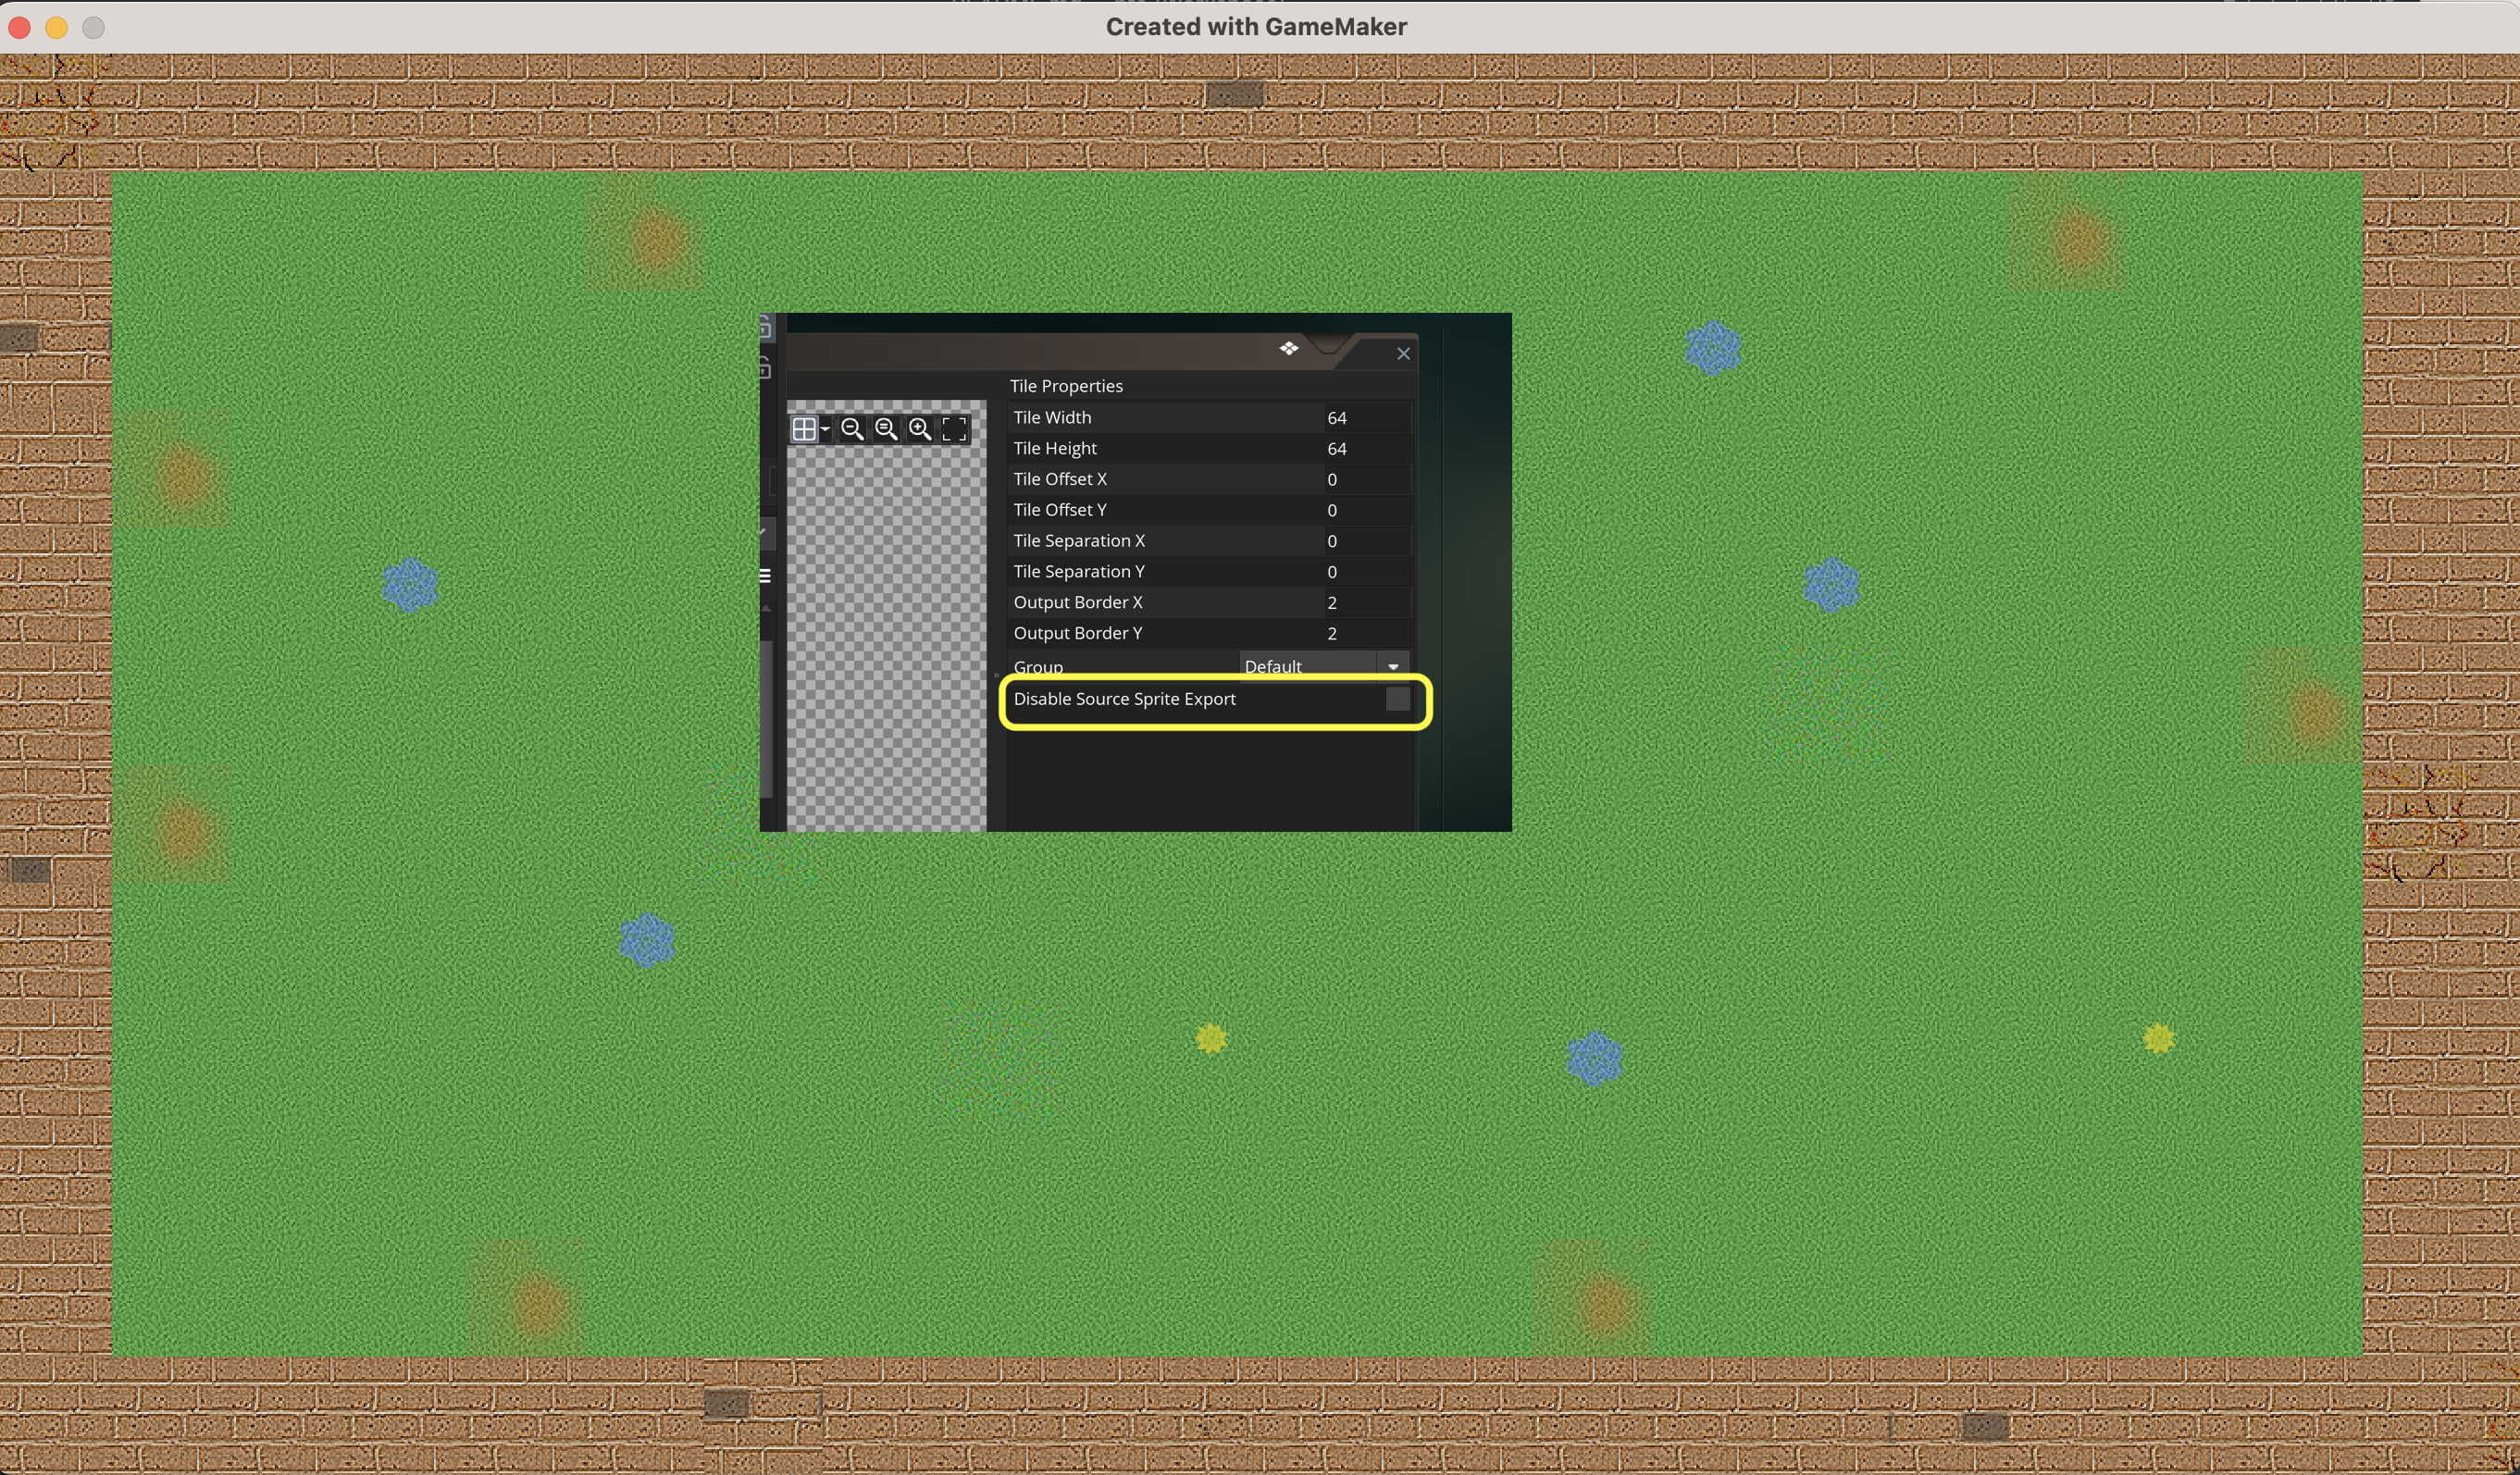 Created with GameMaker
Tile Properties
Tile Width 64
Tile Height 64
Tile Offset X 0
Tile Offset Y 0
Tile Separation X 0
Tile Separation Y 0
Output Border X 2
Output Border Y 2
Group Default
Disable Source Sprite Export